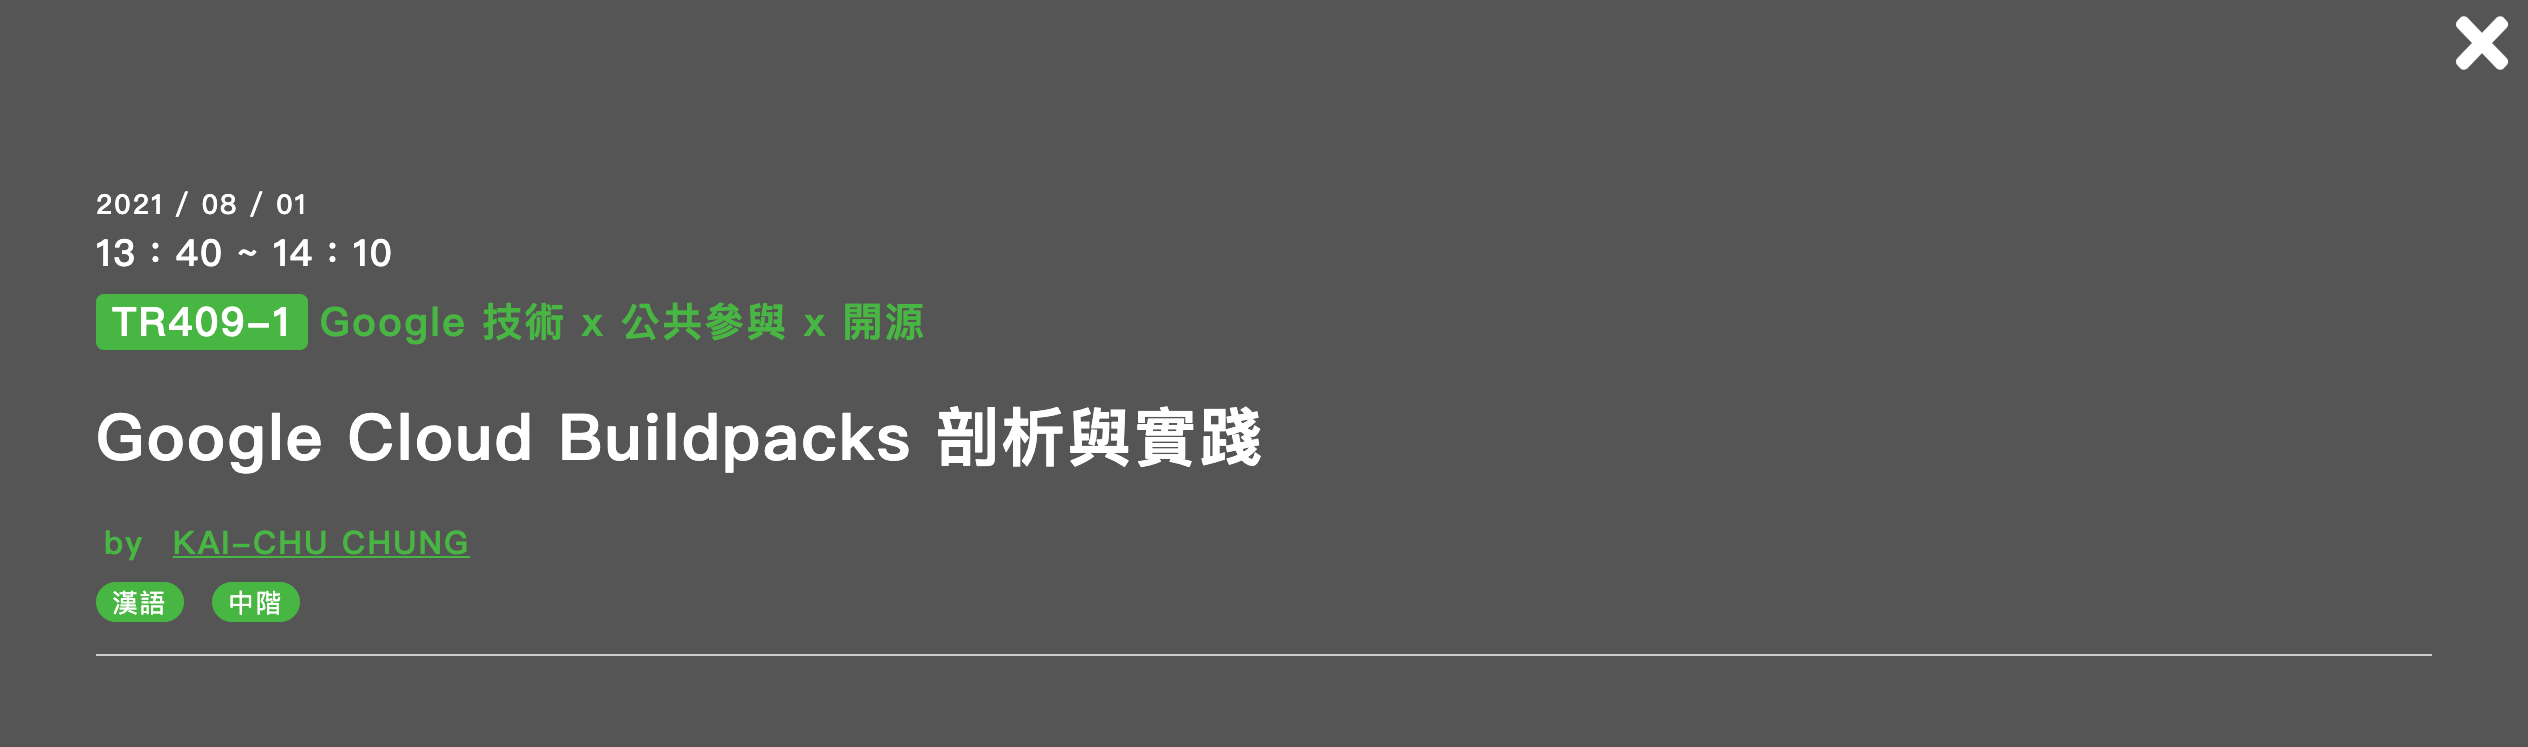 2021 / 08 / 01
13：40 ~ 14：10
TR409-1 Google 技術 x 公共參與 x 開源
Google Cloud Buildpacks 剖析與實踐
by KAI-CHU CHUNG
漢語 中階